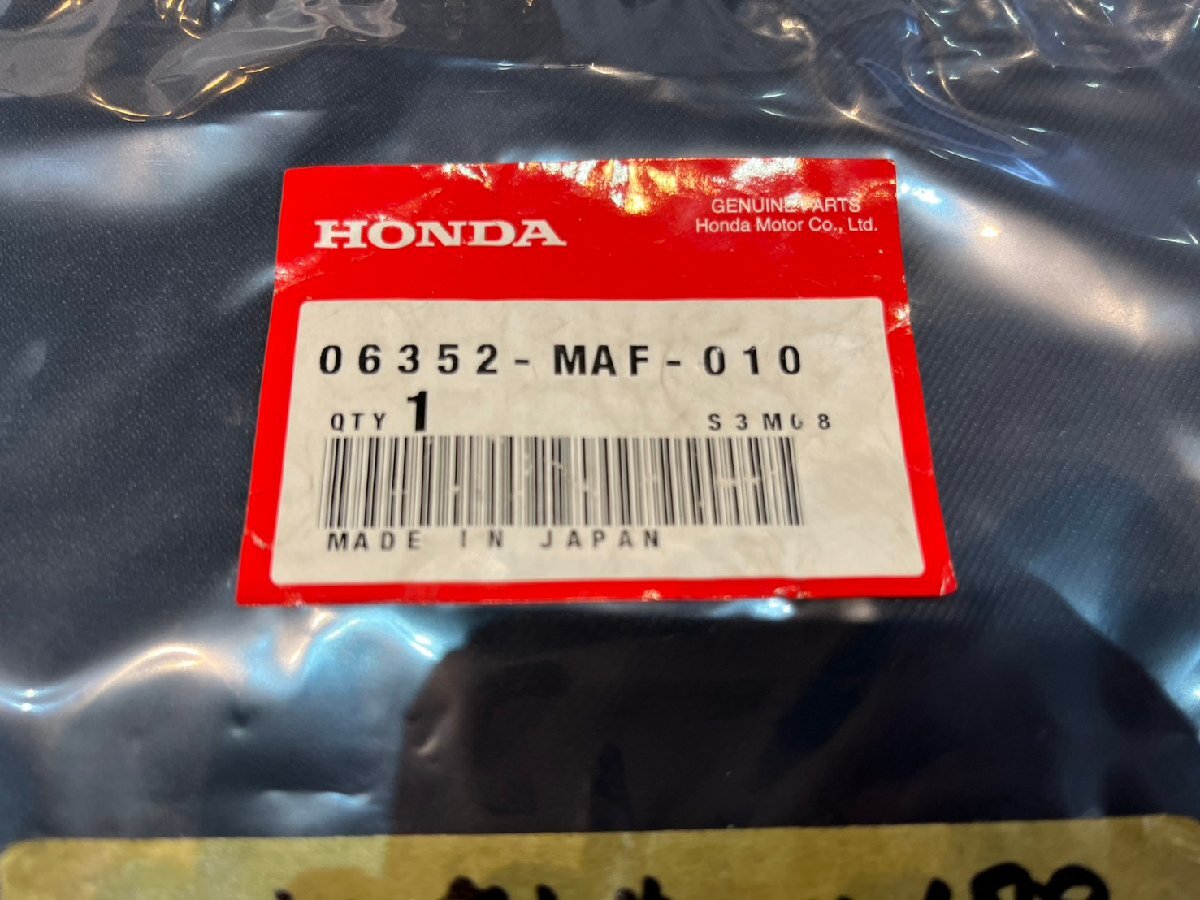 HONDA
GENUINE PARTS
Honda Motor Co., Ltd.
06352-MAF-010
QTY 1 S3M08
MADE IN JAPAN